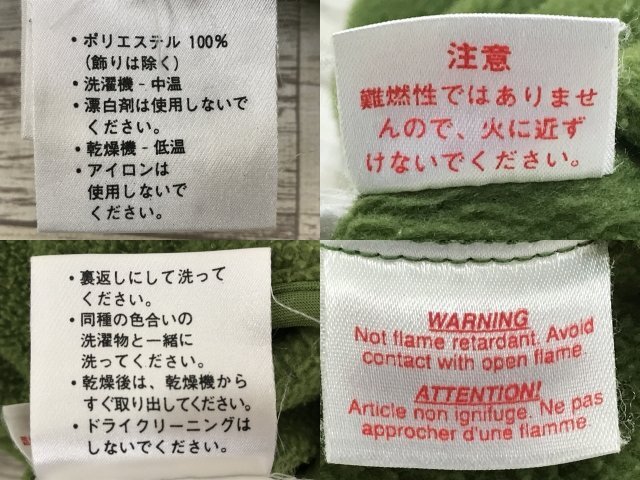 ・ポリエステル 100%
(飾りは除く)
・洗濯機 - 中温
・漂白剤は使用しないで
ください。
・乾燥機 - 低温
・アイロンは
使用しないで
ください。
注意
難燃性ではありませ
んので、火に近ず
けないでください。
・裏返しにして洗って
ください。
・同種の色合いの
洗濯物と一緒に
洗ってください。
・乾燥後は、乾燥機から
すぐ取り出してください。
・ドライクリーニングは
しないでください。
WARNING
Not flame retardant. Avoid
contact with open flame.
ATTENTION!
Article non ignifuge. Ne pas
approcher d'une flamme.